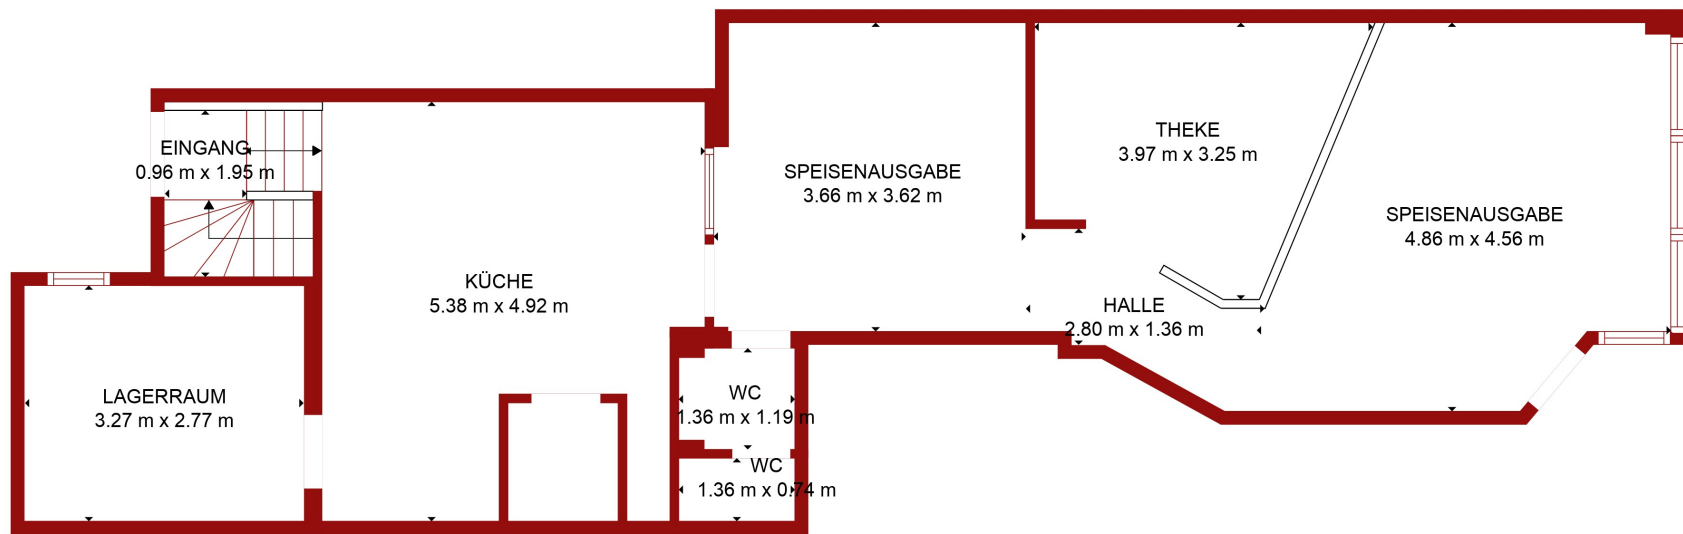 EINGANG
0.96 m x 1.95 m
THEKE
3.97 m x 3.25 m
SPEISENAUSGABE
3.66 m x 3.62 m
SPEISENAUSGABE
4.86 m x 4.56 m
KÜCHE
5.38 m x 4.92 m
HALLE
2.80 m x 1.36 m
LAGERRAUM
3.27 m x 2.77 m
WC
1.36 m x 1.19 m
WC
1.36 m x 0.74 m